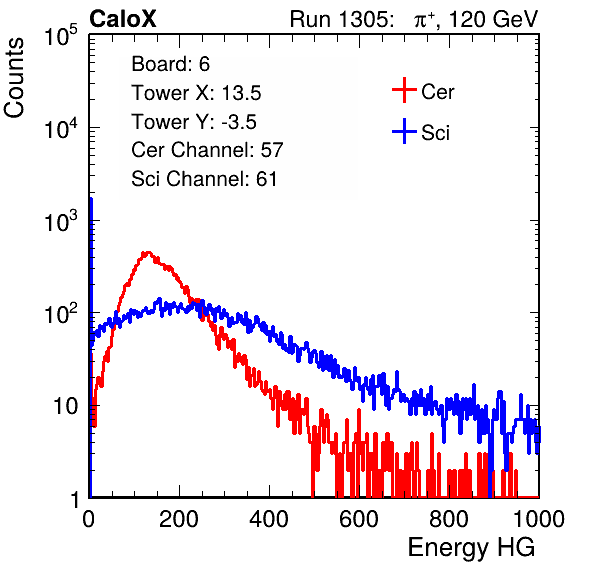 CaloX Run 1305: π⁺, 120 GeV
Counts
10⁵
10⁴
10³
10²
10
1
Board: 6
Tower X: 13.5
Tower Y: -3.5
Cer Channel: 57
Sci Channel: 61
Cer
Sci
0 200 400 600 800 1000
Energy HG